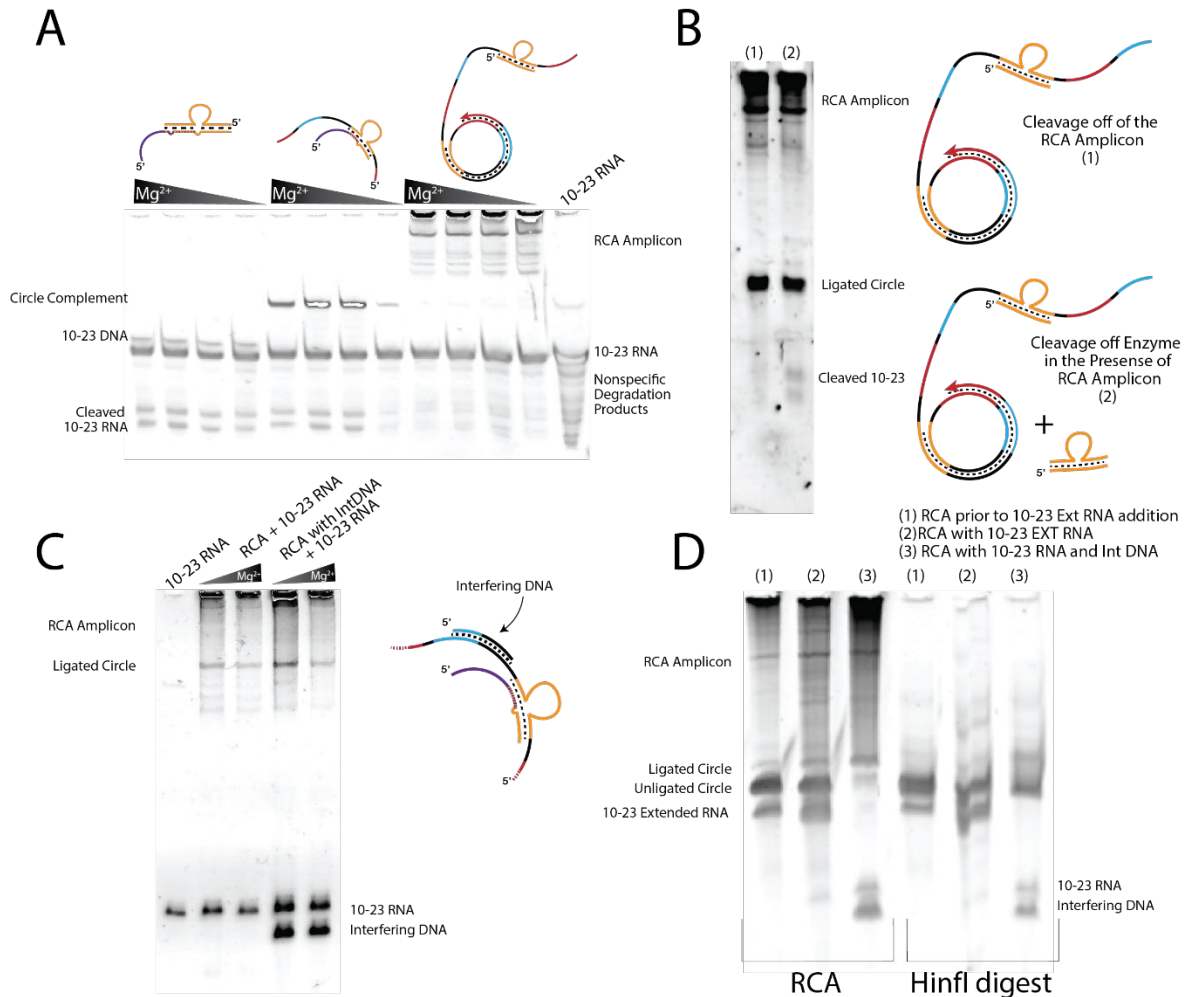 A
5'
5'
5'
5'
5'
Mg2+
Mg2+
Mg2+
10-23 RNA
RCA Amplicon
Circle Complement
10-23 DNA
10-23 RNA
Nonspecific
Degradation
Products
Cleaved
10-23 RNA
B
(1)
(2)
RCA Amplicon
Ligated Circle
Cleaved 10-23
5'
Cleavage off of the
RCA Amplicon
(1)
5'
Cleavage off Enzyme
in the Presense of
RCA Amplicon
(2)
+
5'
C
10-23 RNA
RCA + 10-23 RNA
RCA with IntDNA
+ 10-23 RNA
Mg2+
Mg2+
RCA Amplicon
Ligated Circle
10-23 RNA
Interfering DNA
Interfering DNA
5'
5'
5'
(1) RCA prior to 10-23 Ext RNA addition
(2)RCA with 10-23 EXT RNA
(3) RCA with 10-23 RNA and Int DNA
D
(1)
(2)
(3)
(1)
(2)
(3)
RCA Amplicon
Ligated Circle
Unligated Circle
10-23 Extended RNA
10-23 RNA
Interfering DNA
RCA
Hinfl digest